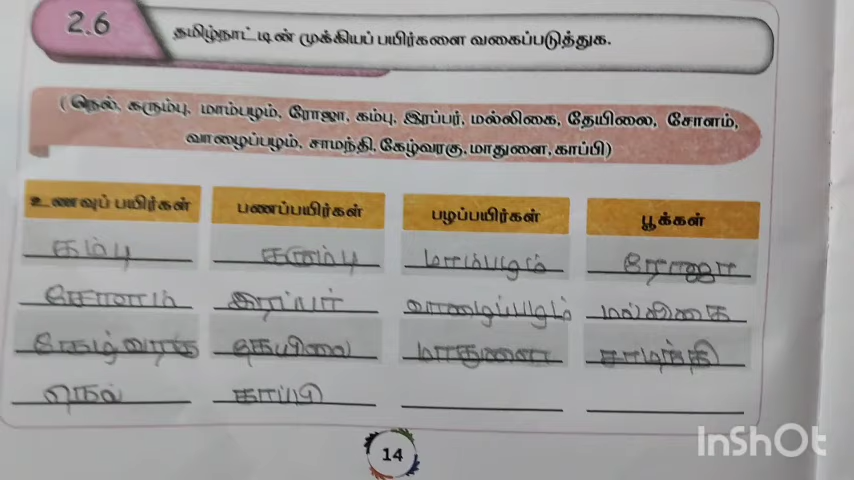 2.6
தமிழ்நாட்டின் முக்கியப் பயிர்களை வகைப்படுத்துக.
(நெல், கரும்பு, மாம்பழம், ரோஜா, கம்பு, இரப்பர், மல்லிகை, தேயிலை, சோளம்,
வாழைப்பழம், சாமந்தி, கேழ்வரகு, மாதுளை, காப்பி)
உணவுப் பயிர்கள் பணப்பயிர்கள் பழப்பயிர்கள் பூக்கள்
கம்பு கரும்பு மாம்பழம் ரோஜா
சோளம் இரப்பர் வாழைப்பழம் மல்லிகை
கேழ்வரகு தேயிலை மாதுளை சாமந்தி
நெல் காப்பி
14
InShOt